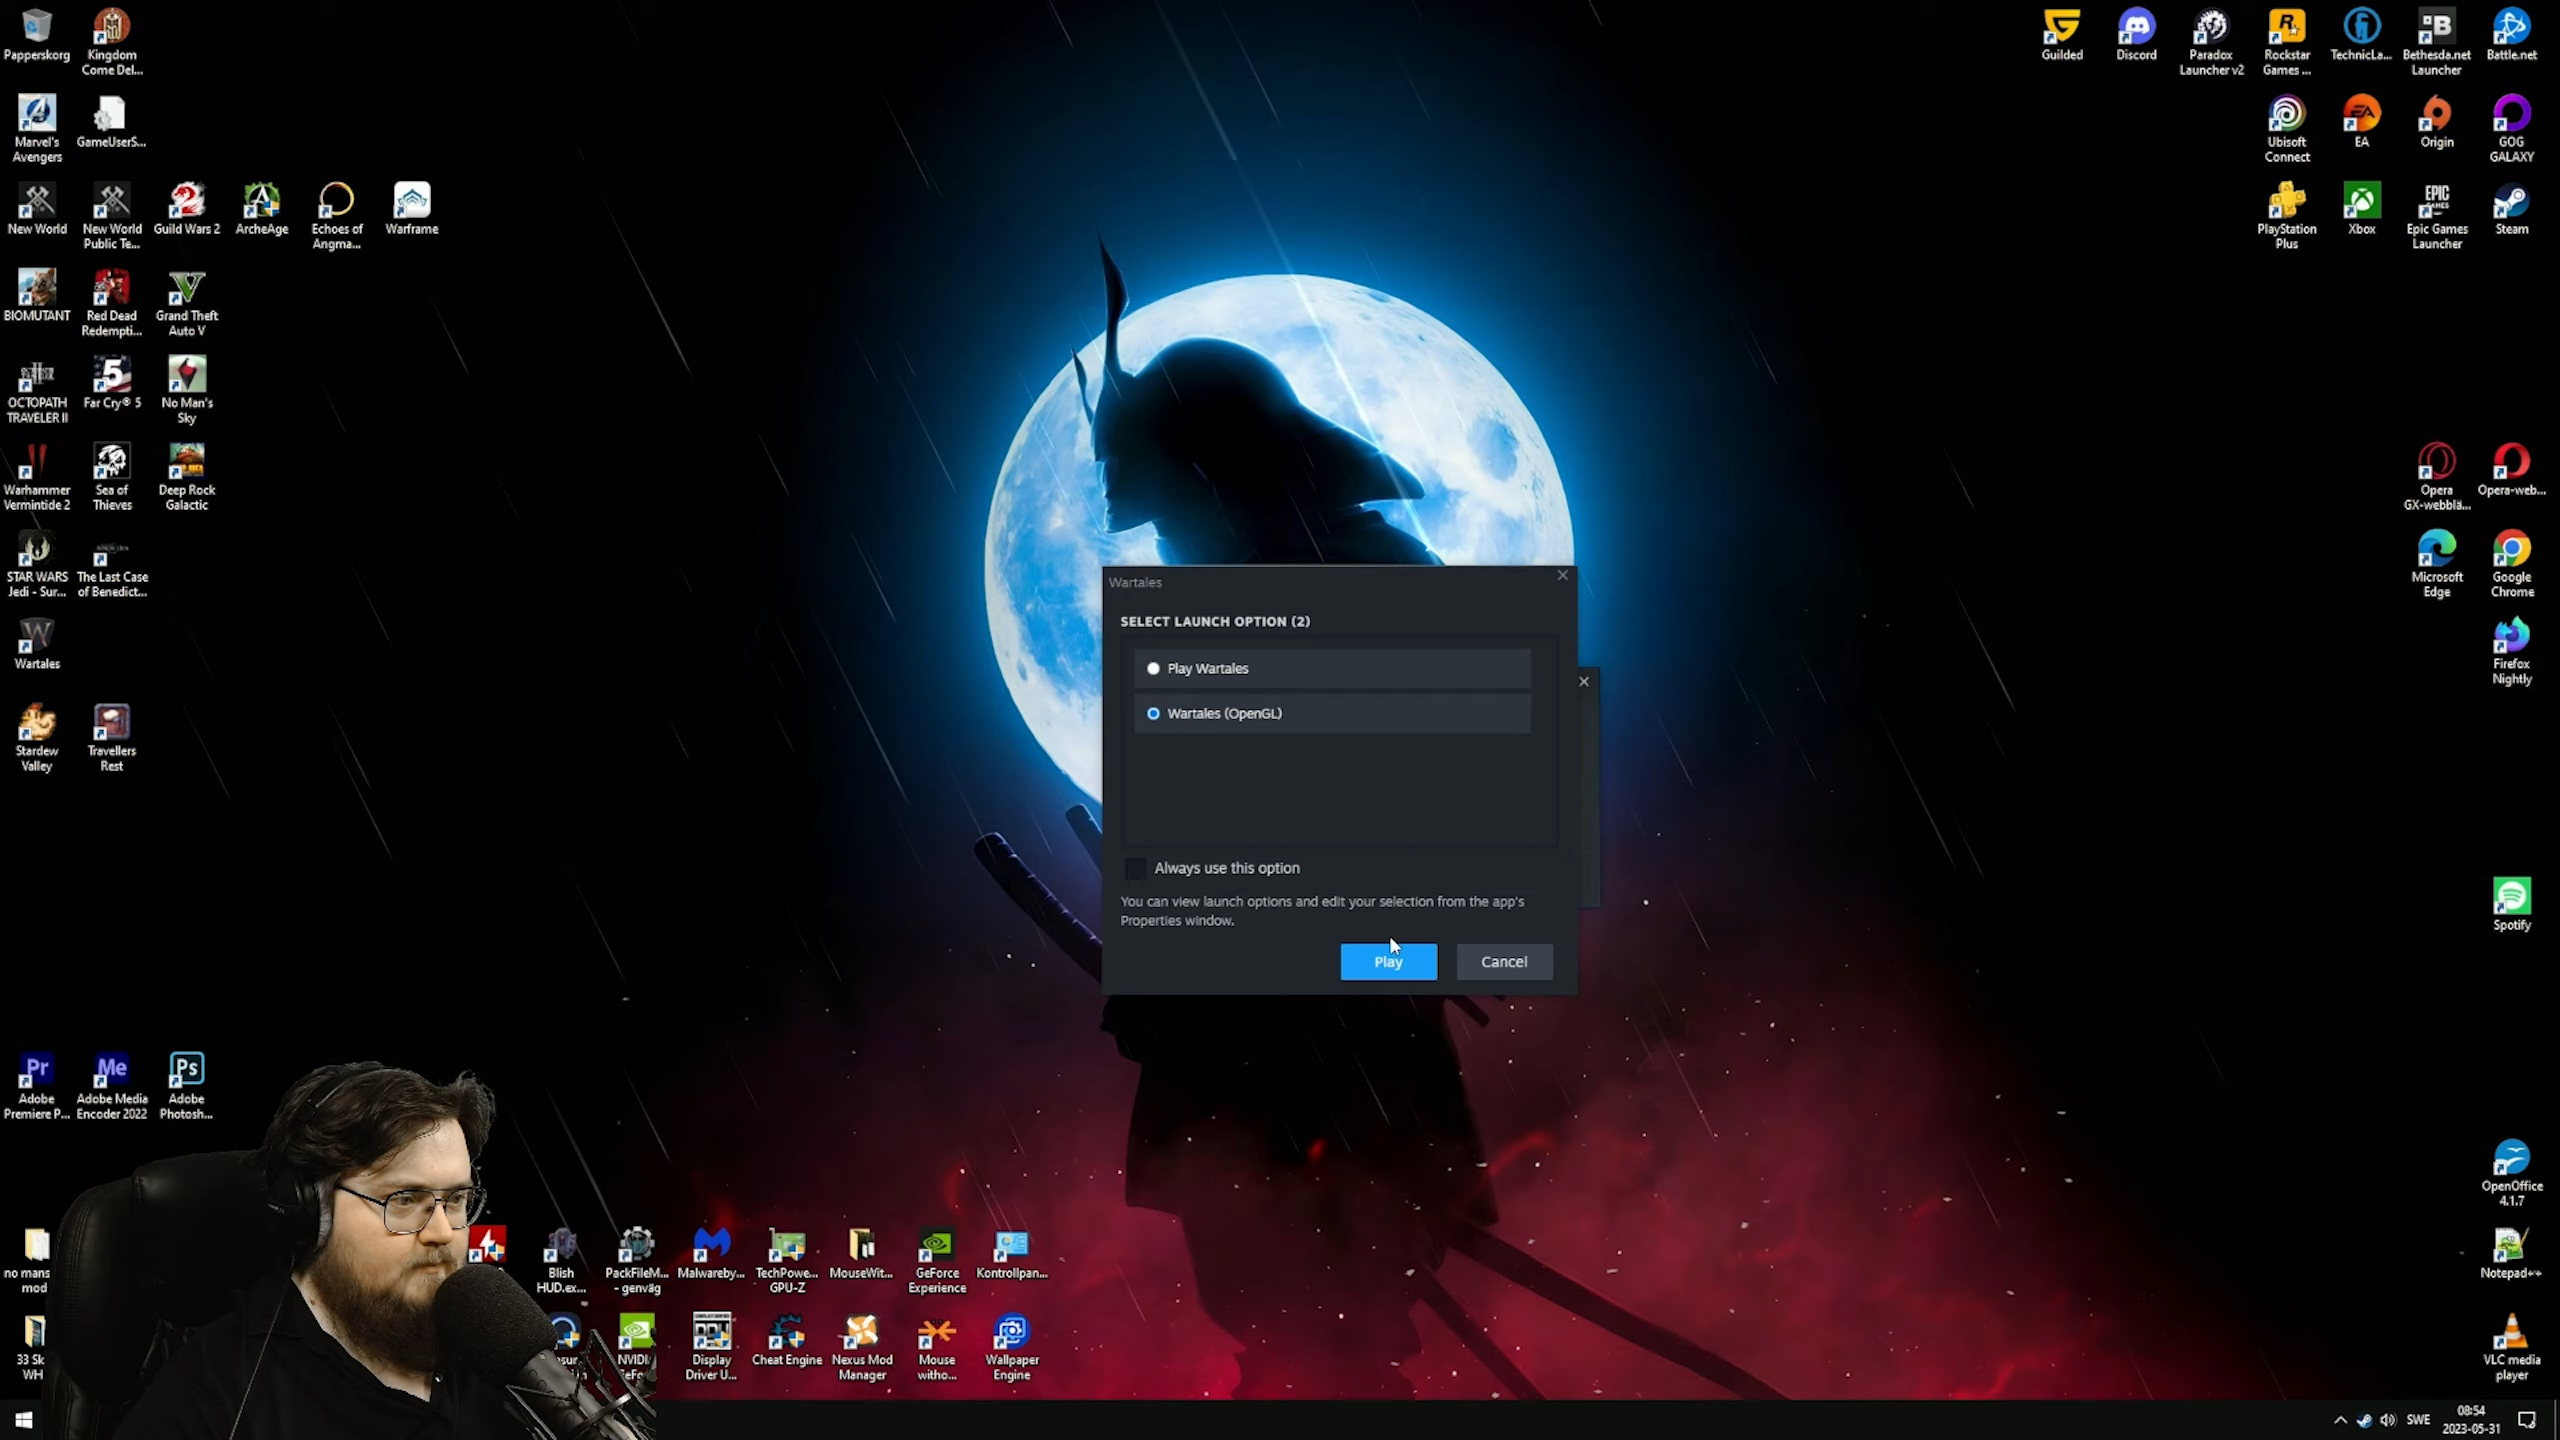 Papperskorg
Kingdom
Come Del...
Marvel's
Avengers
GameUserS...
New World
New World
Public Te...
Guild Wars 2
ArcheAge
Echoes of
Angma...
Warframe
BIOMUTANT
Red Dead
Redempti...
Grand Theft
Auto V
OCTOPATH
TRAVELER II
Far Cry® 5
No Man's
Sky
Warhammer
Vermintide 2
Sea of
Thieves
Deep Rock
Galactic
STAR WARS
Jedi - Sur...
The Last Case
of Benedict...
Wartales
Stardew
Valley
Travellers
Rest
Guilded
Discord
Paradox
Launcher v2
Rockstar
Games ...
TechnicLa...
Bethesda.net
Launcher
Battle.net
Ubisoft
Connect
EA
Origin
GOG
GALAXY
PlayStation
Plus
Xbox
Epic Games
Launcher
Steam
Opera
GX-webblä...
Opera-web...
Microsoft
Edge
Google
Chrome
Firefox
Nightly
Spotify
Wartales
SELECT LAUNCH OPTION (2)
Play Wartales
Wartales (OpenGL)
Always use this option
You can view launch options and edit your selection from the app's
Properties window.
Play
Cancel
Adobe
Premiere P...
Adobe Media
Encoder 2022
Adobe
Photosh...
no mans
mod
Blish
HUD.ex...
PackFileM...
- genväg
Malwareby...
TechPowe...
GPU-Z
MouseWit...
GeForce
Experience
Kontrollpan...
33 Sk
WH
Display
Driver U...
Cheat Engine
Nexus Mod
Manager
Mouse
witho...
Wallpaper
Engine
OpenOffice
4.1.7
Notepad++
VLC media
player
SWE
08:54
2023-05-31